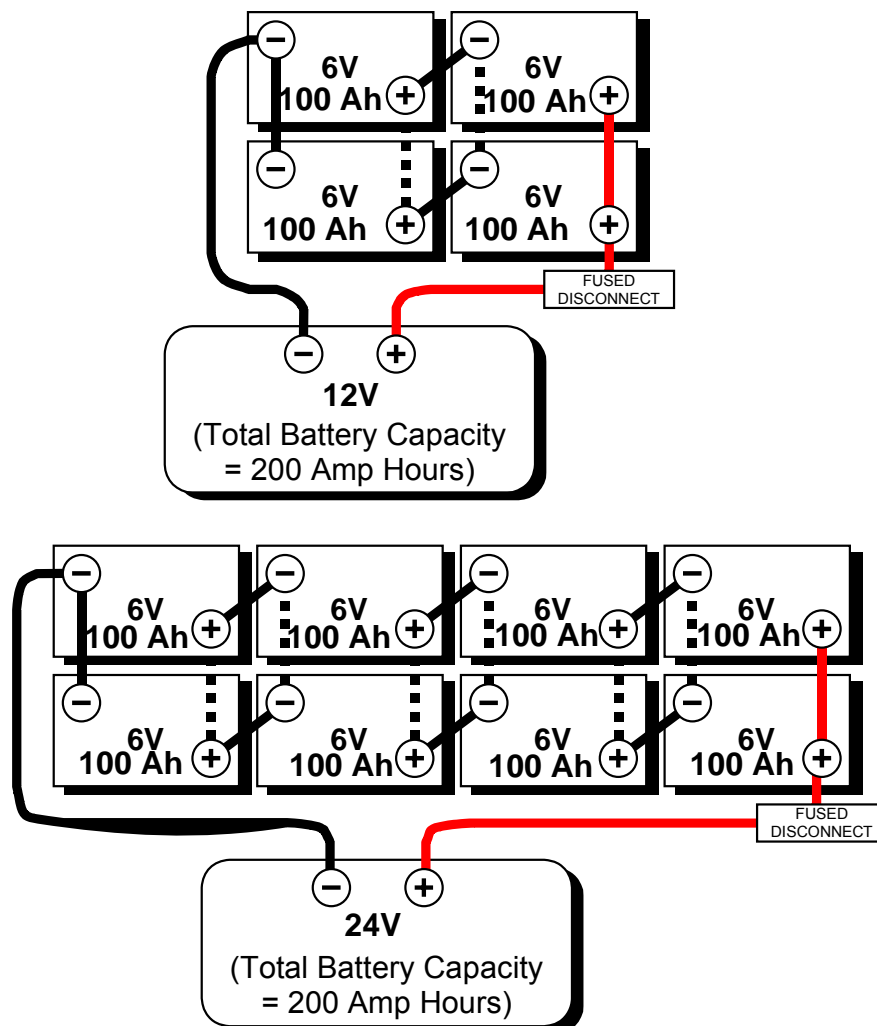 − − 
6V 6V
100 Ah + 100 Ah +
− −
6V 6V
100 Ah + 100 Ah +
FUSED
DISCONNECT
− +
12V
(Total Battery Capacity
= 200 Amp Hours)
− − − −
6V 6V 6V 6V
100 Ah + 100 Ah + 100 Ah + 100 Ah +
− − − −
6V 6V 6V 6V
100 Ah + 100 Ah + 100 Ah + 100 Ah +
FUSED
DISCONNECT
− +
24V
(Total Battery Capacity
= 200 Amp Hours)